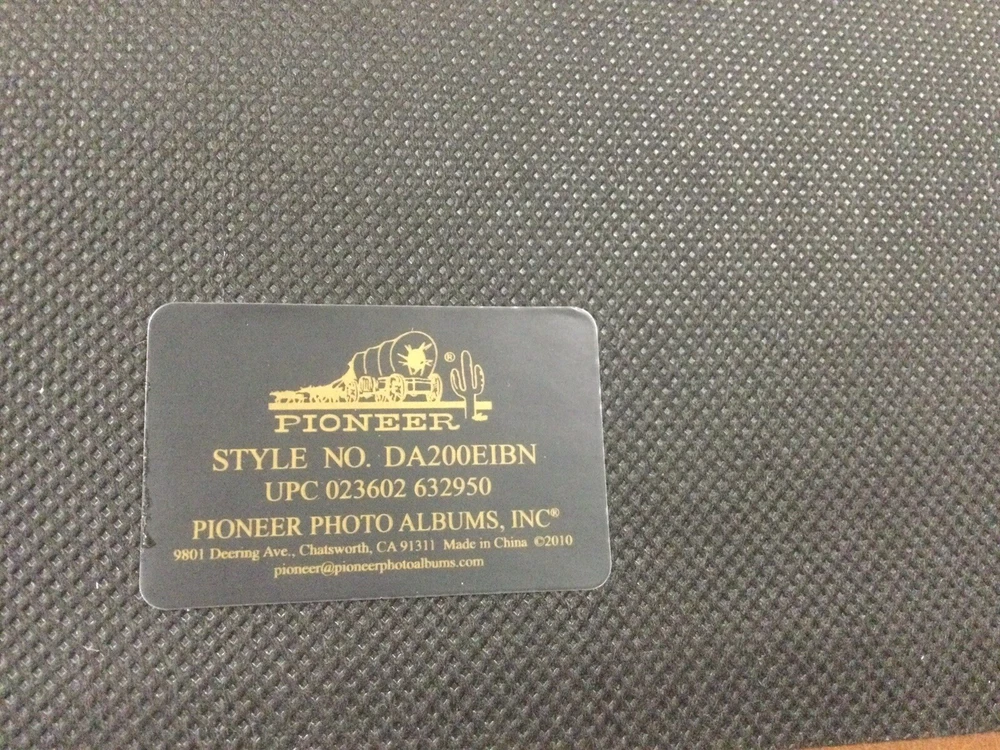 ®
PIONEER
STYLE NO. DA200EIBN
UPC 023602 632950
PIONEER PHOTO ALBUMS, INC®
9801 Deering Ave., Chatsworth, CA 91311 Made in China ©2010
pioneer@pioneerphotoalbums.com